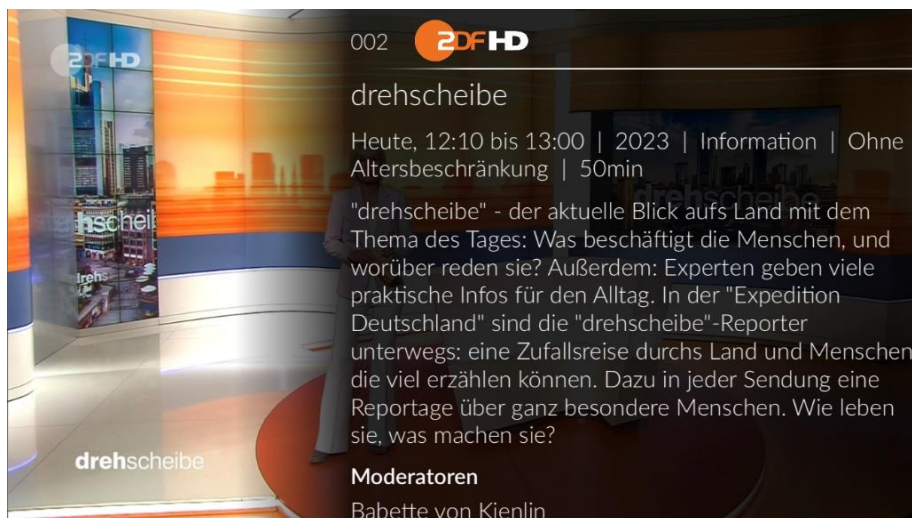 ZDF HD
002 ZDF HD
drehscheibe
Heute, 12:10 bis 13:00 | 2023 | Information | Ohne
Altersbeschränkung | 50min
"drehscheibe" - der aktuelle Blick aufs Land mit dem
Thema des Tages: Was beschäftigt die Menschen, und
worüber reden sie? Außerdem: Experten geben viele
praktische Infos für den Alltag. In der "Expedition
Deutschland" sind die "drehscheibe"-Reporter
unterwegs: eine Zufallsreise durchs Land und Menschen
die viel erzählen können. Dazu in jeder Sendung eine
Reportage über ganz besondere Menschen. Wie leben
sie, was machen sie?
Moderatoren
Babette von Kienlin
drehscheibe
drehscheibe